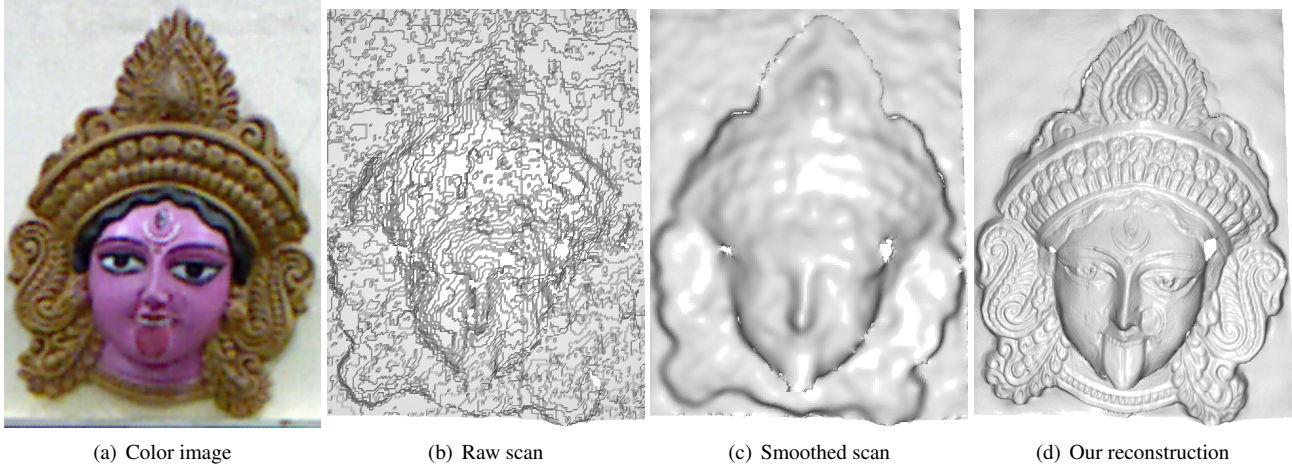 (a) Color image
(b) Raw scan
(c) Smoothed scan
(d) Our reconstruction